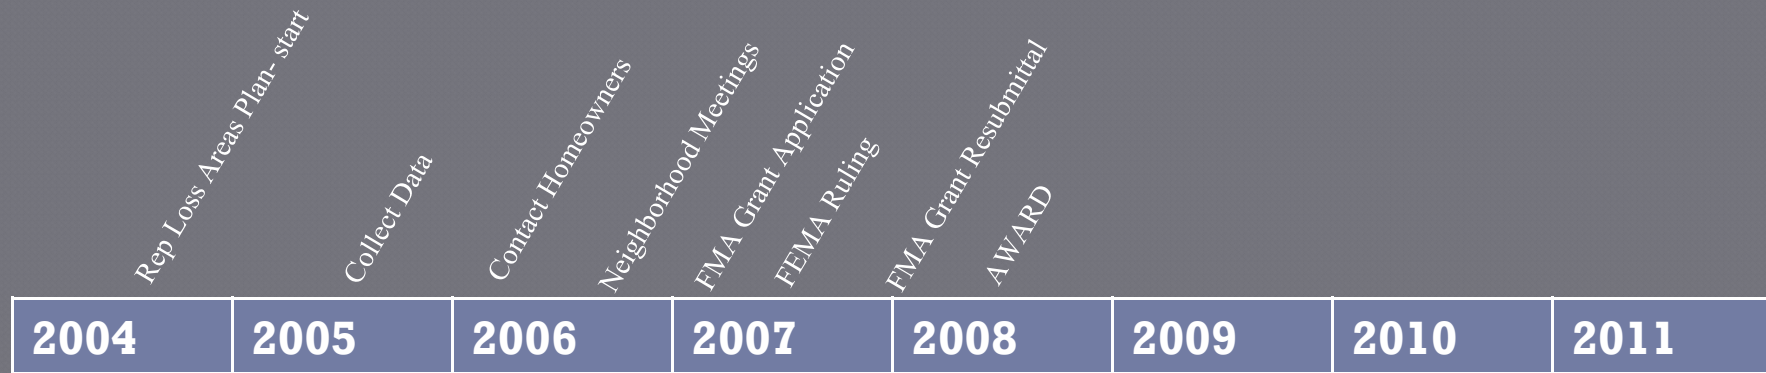 Rep Loss Areas Plan- start
Collect Data
Contact Homeowners
Neighborhood Meetings
FMA Grant Application
FEMA Ruling
FMA Grant Resubmittal
AWARD
2004 2005 2006 2007 2008 2009 2010 2011